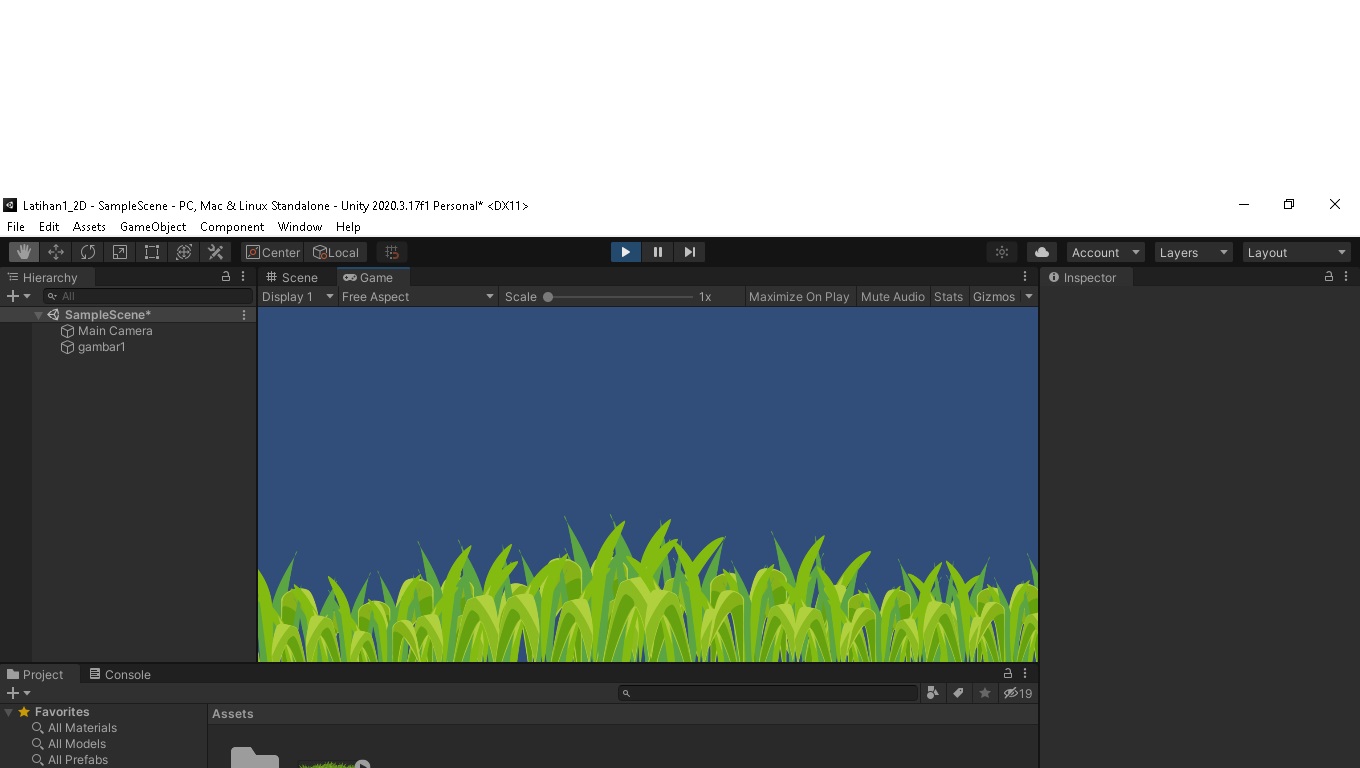 Latihan1_2D - SampleScene - PC, Mac & Linux Standalone - Unity 2020.3.17f1 Personal* <DX11>
File Edit Assets GameObject Component Window Help
Center Local Account Layers Layout
Hierarchy Scene Game Inspector
All Display 1 Free Aspect Scale 1x Maximize On Play Mute Audio Stats Gizmos
SampleScene*
Main Camera
gambar1
Project Console
19
Favorites Assets
All Materials
All Models
All Prefabs